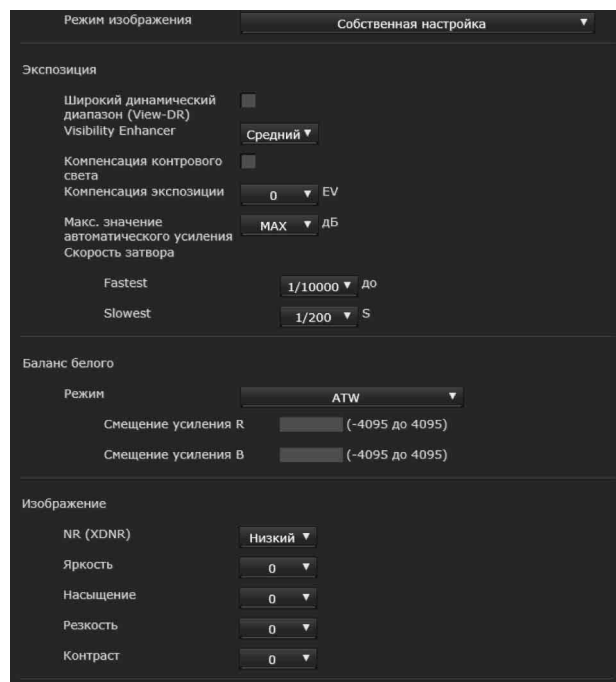 Режим изображения Собственная настройка
Экспозиция
Широкий динамический
диапазон (View-DR)
Visibility Enhancer Средний
Компенсация контрового
света
Компенсация экспозиции 0 EV
Макс. значение MAX дБ
автоматического усиления
Скорость затвора
Fastest 1/10000 до
Slowest 1/200 S
Баланс белого
Режим ATW
Смещение усиления R (-4095 до 4095)
Смещение усиления B (-4095 до 4095)
Изображение
NR (XDNR) Низкий
Яркость 0
Насыщение 0
Резкость 0
Контраст 0